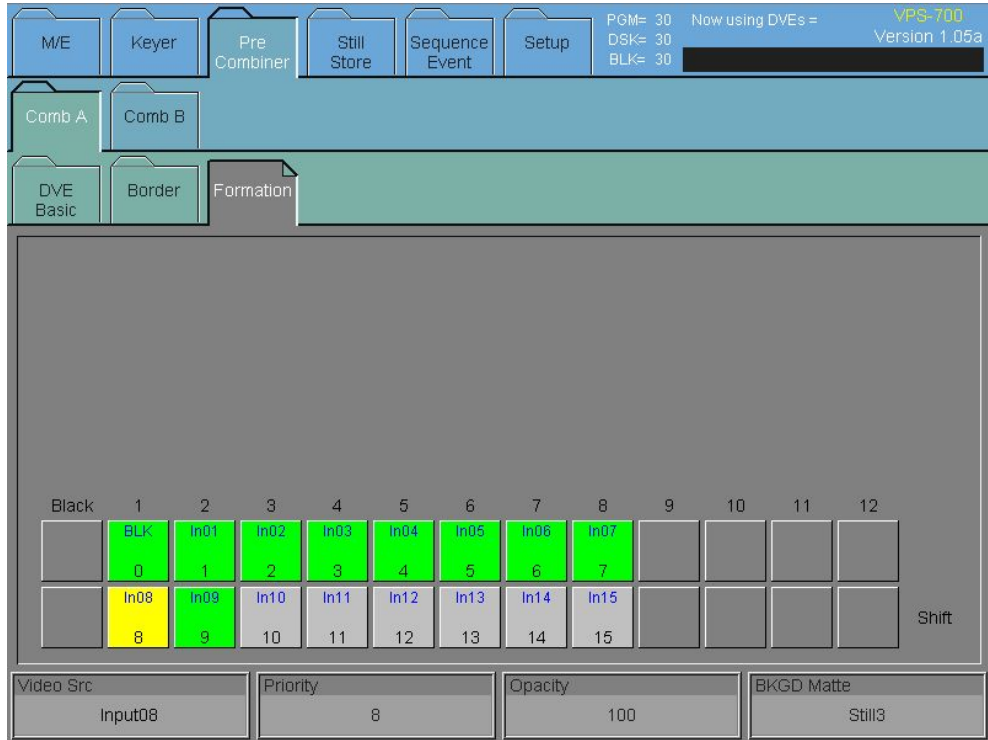 M/E
Keyer
Pre
Combiner
Still
Store
Sequence
Event
Setup
PGM= 30
DSK= 30
BLK= 30
Now using DVEs =
VPS-700
Version 1.05a
Comb A
Comb B
DVE
Basic
Border
Formation
Black 1 2 3 4 5 6 7 8 9 10 11 12
BLK In01 In02 In03 In04 In05 In06 In07
0 1 2 3 4 5 6 7
In08 In09 In10 In11 In12 In13 In14 In15
8 9 10 11 12 13 14 15
Shift
Video Src
Input08
Priority
8
Opacity
100
BKGD Matte
Still3